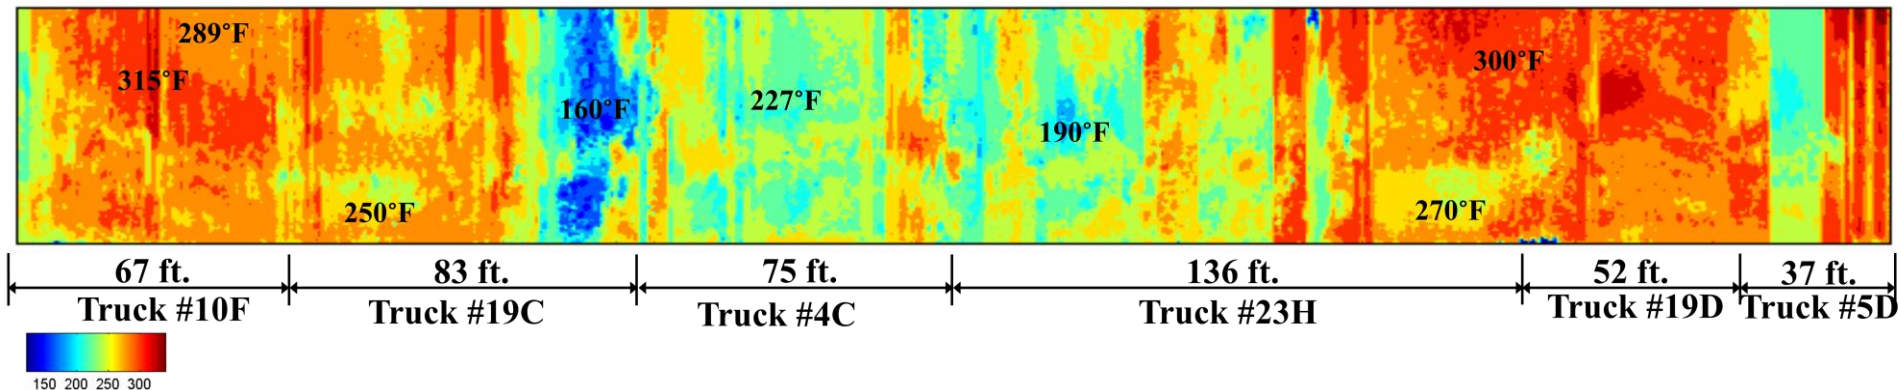 289°F
315°F
250°F
160°F
227°F
190°F
300°F
270°F
67 ft.
83 ft.
75 ft.
136 ft.
52 ft.
37 ft.
Truck #10F
Truck #19C
Truck #4C
Truck #23H
Truck #19D
Truck #5D
150 200 250 300